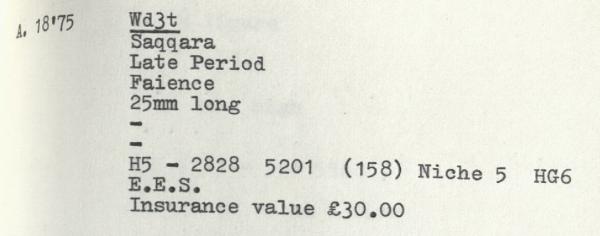 A. 18'75 Wd3t
Saqqara
Late Period
Faience
25mm long
-
-
H5 - 2828 5201 (158) Niche 5 HG6
E.E.S.
Insurance value £30.00